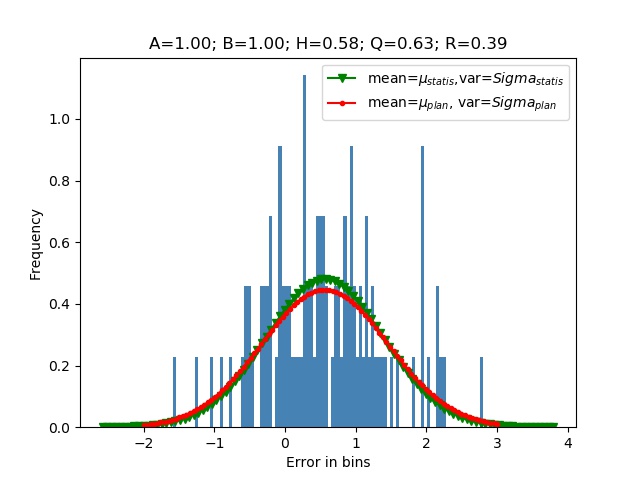 A=1.00; B=1.00; H=0.58; Q=0.63; R=0.39
mean=μstatis,var=Sigmastatis
mean=μplan, var=Sigmaplan
1.0
0.8
0.6
0.4
0.2
0.0
Frequency
−2 −1 0 1 2 3 4
Error in bins